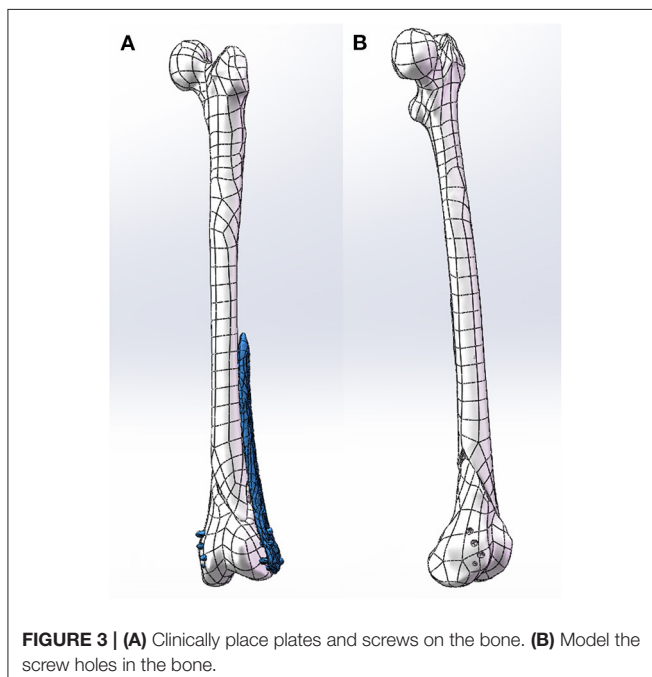 A
B
FIGURE 3 | (A) Clinically place plates and screws on the bone. (B) Model the
screw holes in the bone.